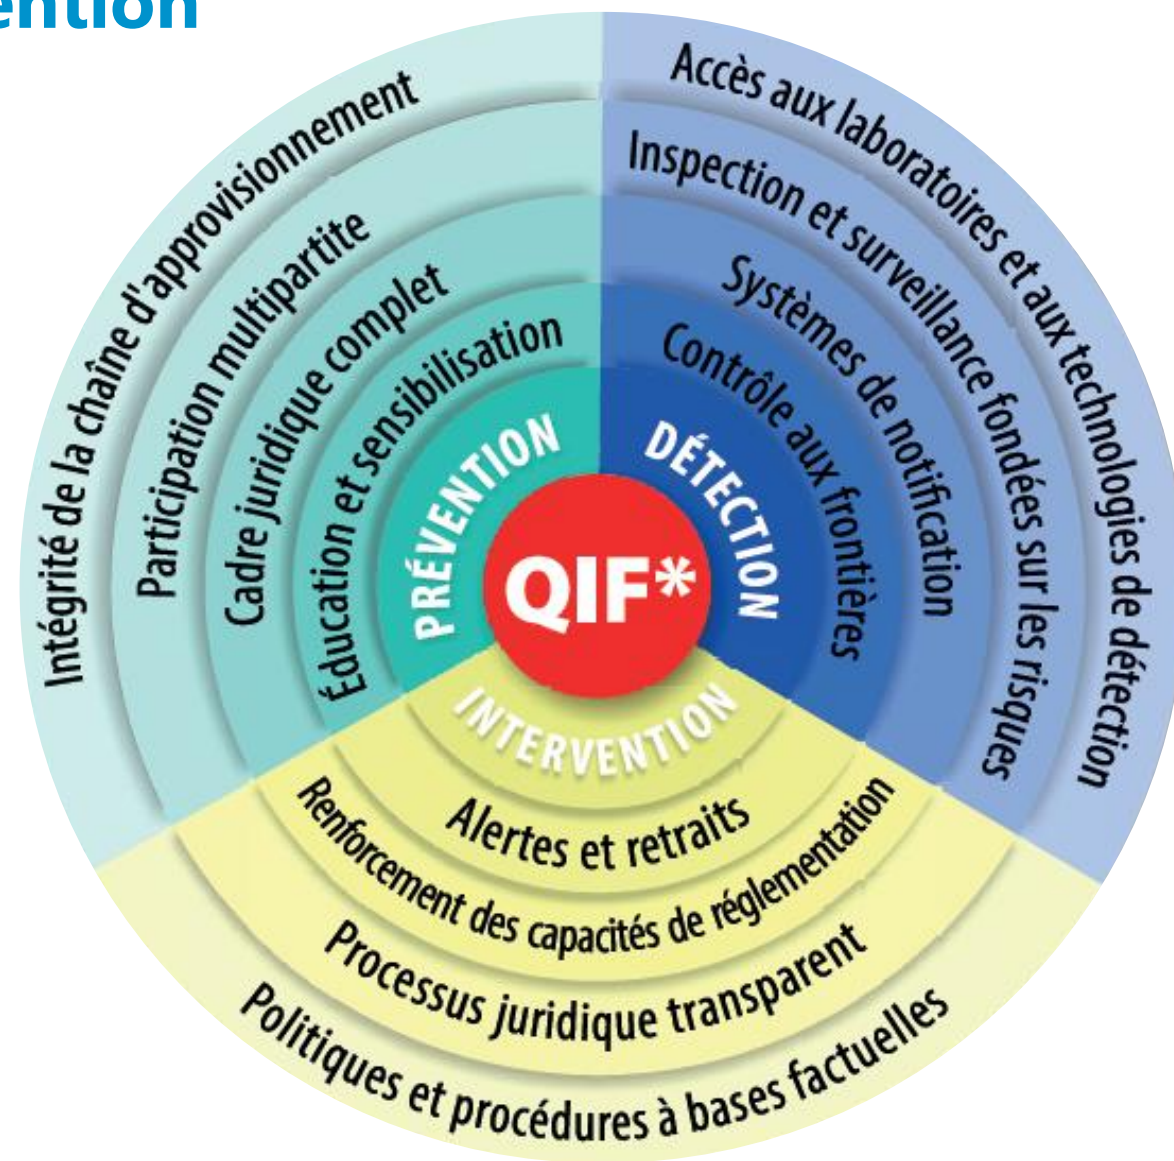 ention
Intégrité de la chaîne d'approvisionnement
Participation multipartite
Cadre juridique complet
Éducation et sensibilisation
PRÉVENTION
Accès aux laboratoires et aux technologies de détection
Inspection et surveillance fondées sur les risques
Systèmes de notification
Contrôle aux frontières
DÉTECTION
QIF*
INTERVENTION
Alertes et retraits
Renforcement des capacités de réglementation
Processus juridique transparent
Politiques et procédures à bases factuelles